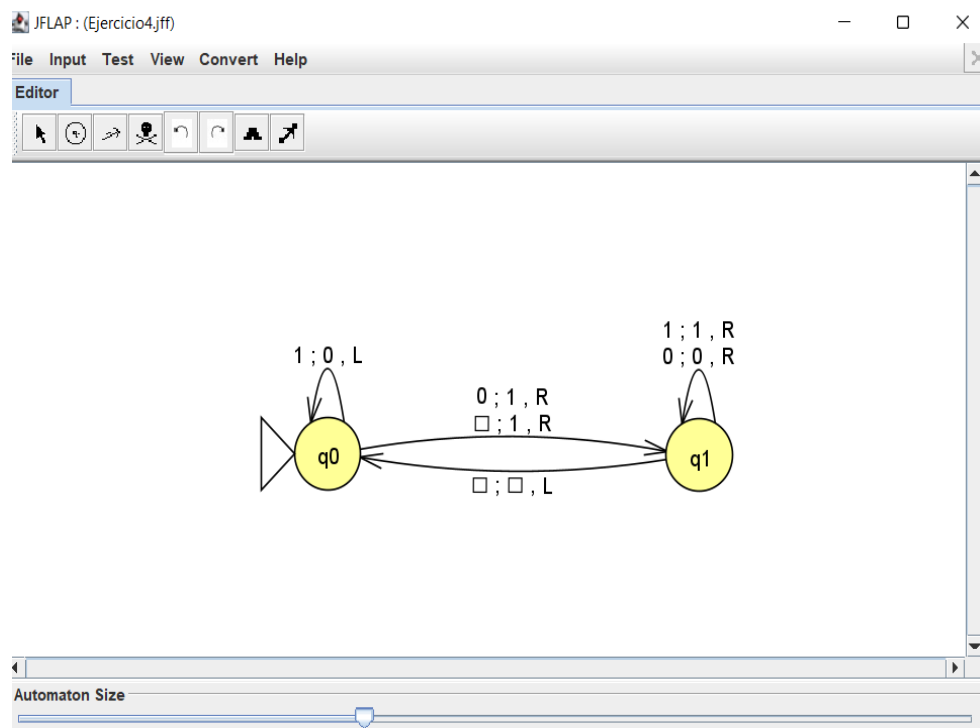 JFLAP : (Ejercicio4.jff)
File Input Test View Convert Help
Editor
1 ; 1 , R
1 ; 0 , L
0 ; 0 , R
0 ; 1 , R
□ ; 1 , R
q0
q1
□ ; □ , L
Automaton Size